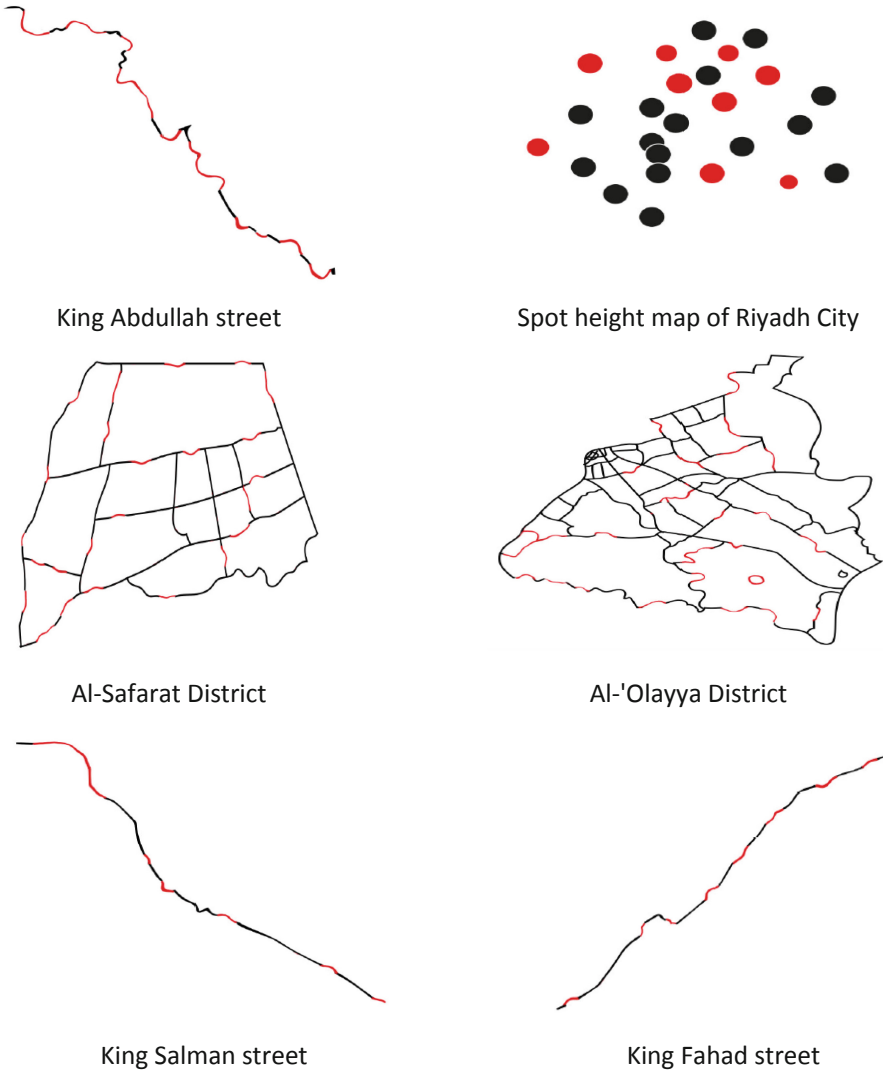 King Abdullah street
Spot height map of Riyadh City
Al-Safarat District
Al-'Olayya District
King Salman street
King Fahad street